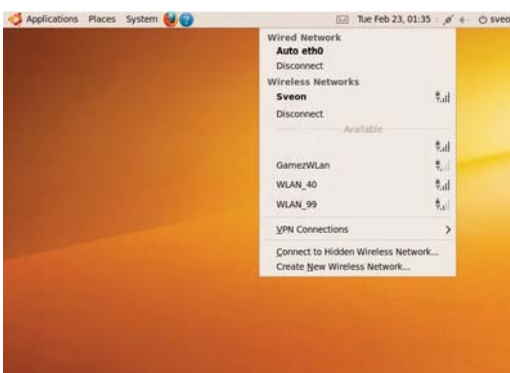 Applications Places System Tue Feb 23, 01:35 sveo
Wired Network
Auto eth0
Disconnect
Wireless Networks
Sveon
Disconnect
Available
GamezWLan
WLAN_40
WLAN_99
VPN Connections
Connect to Hidden Wireless Network...
Create New Wireless Network...